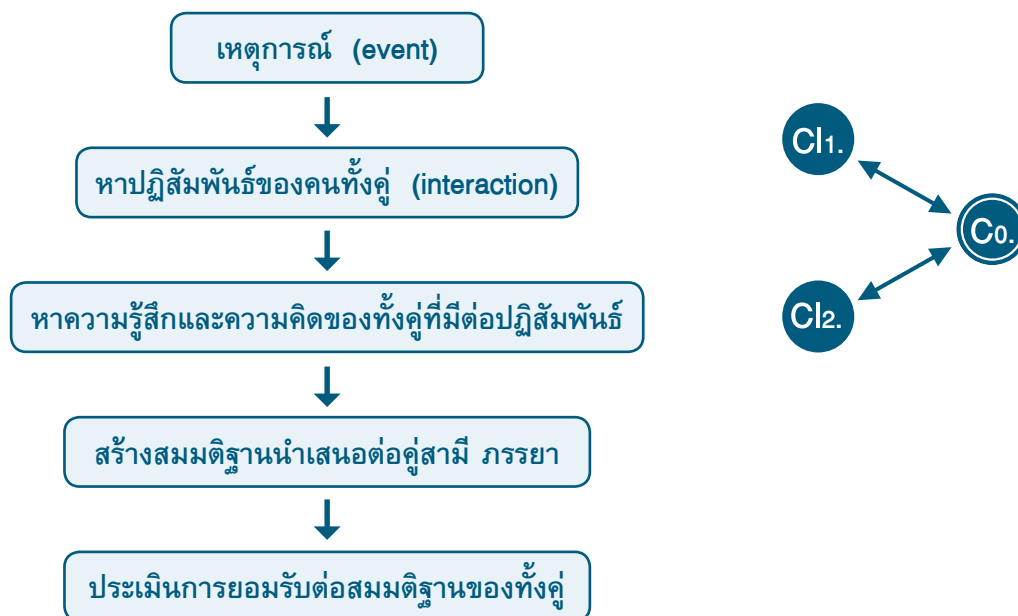 เหตุการณ์ (event)
หาปฏิสัมพันธ์ของคนทั้งคู่ (interaction)
หาความรู้สึกและความคิดของทั้งคู่ที่มีต่อปฏิสัมพันธ์
สร้างสมมติฐานนำเสนอต่อคู่สามี ภรรยา
ประเมินการยอมรับต่อสมมติฐานของทั้งคู่
Cl1.
C0.
Cl2.